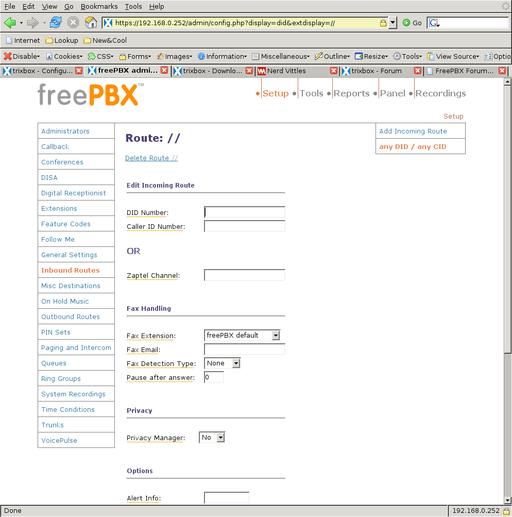 File Edit View Go Bookmarks Tools Help
https://192.168.0.252/admin/config.php?display=did&extdisplay=// Go G
Internet Lookup New&Cool
Disable Cookies CSS Forms Images Information Miscellaneous Outline Resize Tools View Source Optio
trixbox - Configu... freePBX admi... trixbox - Downlo... Nerd Vittles trixbox - Forum FreePBX Forum...
freePBX™
Setup Tools Reports Panel Recordings
Setup
Administrators
Callback
Conferences
DISA
Digital Receptionist
Extensions
Feature Codes
Follow Me
General Settings
Inbound Routes
Misc Destinations
On Hold Music
Outbound Routes
PIN Sets
Paging and Intercom
Queues
Ring Groups
System Recordings
Time Conditions
Trunks
VoicePulse
Route: //
Delete Route //
Edit Incoming Route
DID Number:
Caller ID Number:
OR
Zaptel Channel:
Fax Handling
Fax Extension: freePBX default
Fax Email:
Fax Detection Type: None
Pause after answer: 0
Privacy
Privacy Manager: No
Options
Alert Info:
Add Incoming Route
any DID / any CID
Done 192.168.0.252